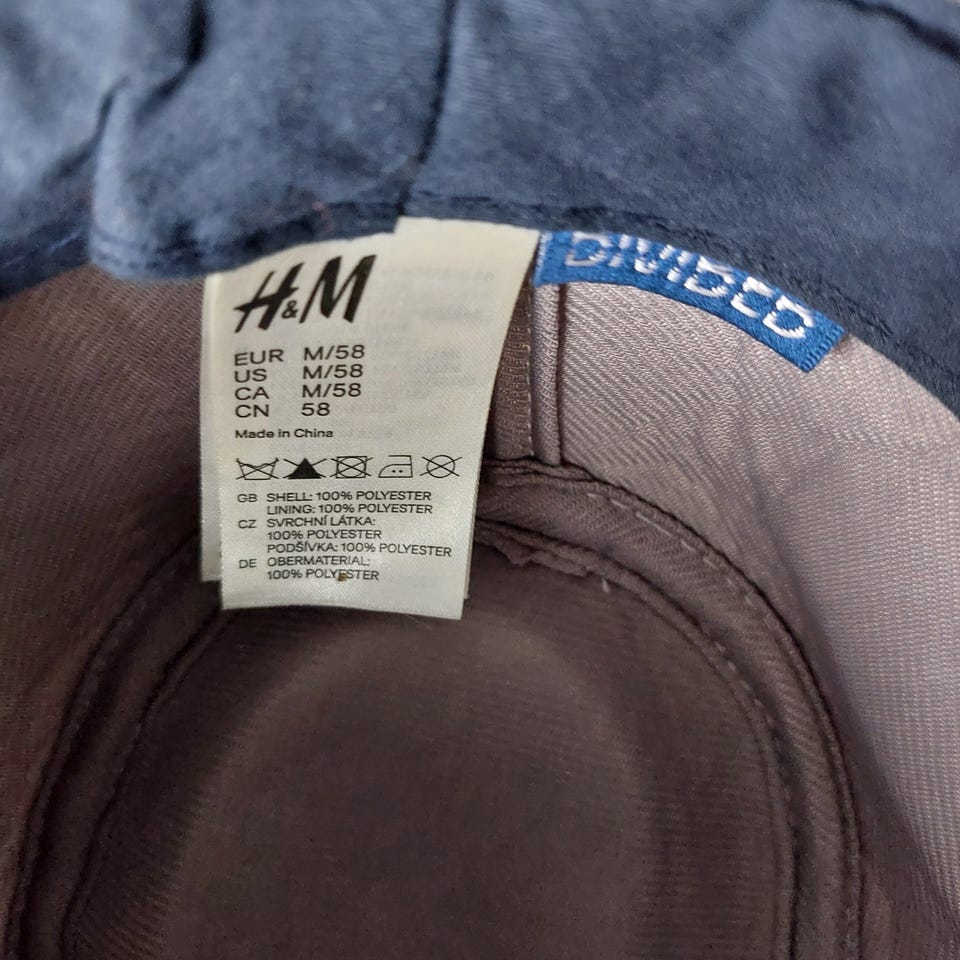 H&M
DIVIDED
EUR M/58
US M/58
CA M/58
CN 58
Made in China
GB SHELL: 100% POLYESTER
LINING: 100% POLYESTER
CZ SVRCHNÍ LÁTKA:
100% POLYESTER
PODŠÍVKA: 100% POLYESTER
DE OBERMATERIAL:
100% POLYESTER